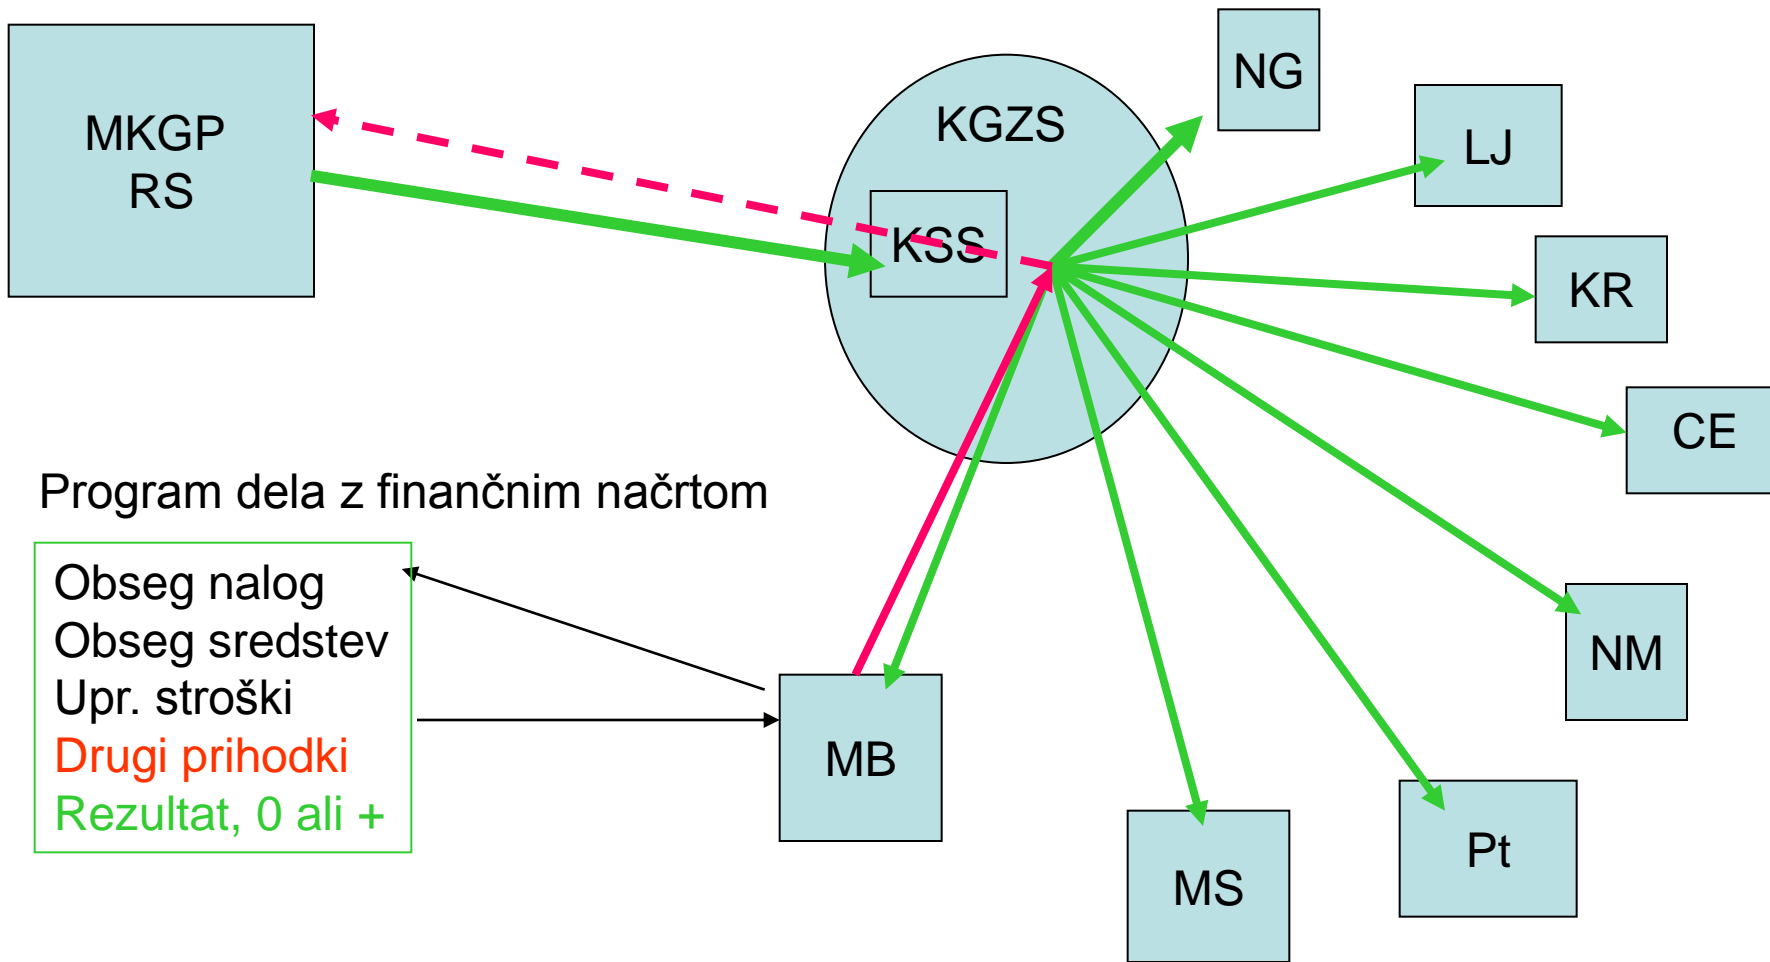 MKGP
RS
KGZS
KSS
NG
LJ
KR
CE
NM
Pt
MS
MB
Program dela z finančnim načrtom
Obseg nalog
Obseg sredstev
Upr. stroški
Drugi prihodki
Rezultat, 0 ali +